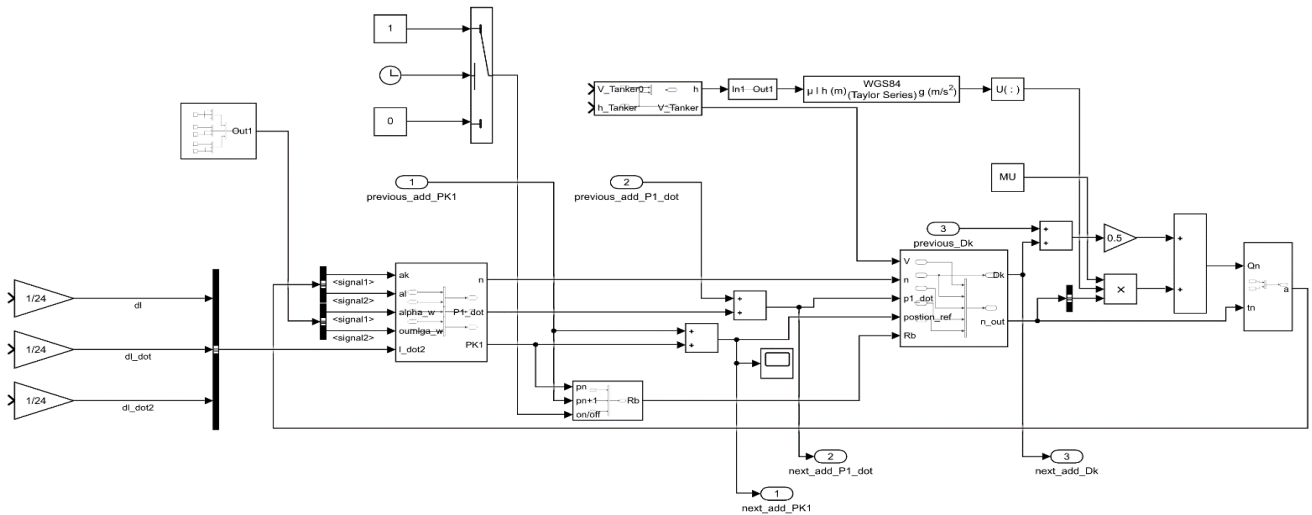 1
0
Out1
V_Tanker0
h_Tanker
h
V_Tanker
In1
Out1
WGS84
(Taylor Series)
μ l h (m)
g (m/s²)
U( : )
MU
1
previous_add_PK1
2
previous_add_P1_dot
3
previous_Dk
+
+
0.5
+
+
×
Qn
tn
a
1/24
dl
1/24
dl_dot
1/24
dl_dot2
<signal1>
<signal2>
<signal1>
<signal2>
ak
al
alpha_w
oumiga_w
l_dot2
n
P1_dot
PK1
+
+
+
+
V
n
p1_dot
postion_ref
Rb
Dk
n_out
pn
pn+1
on/off
Rb
2
next_add_P1_dot
3
next_add_Dk
1
next_add_PK1